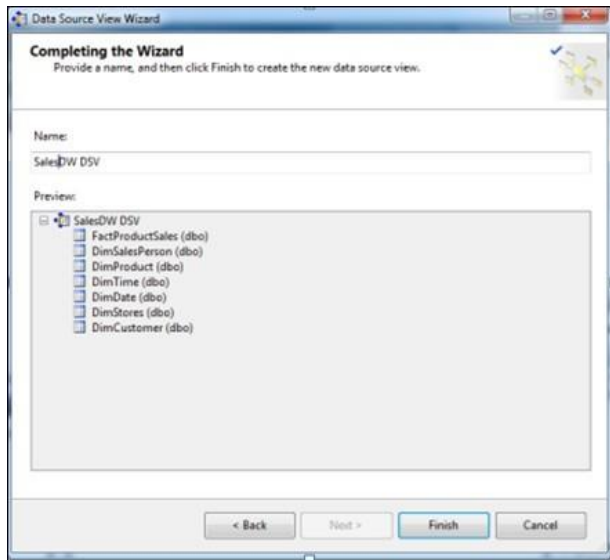 Data Source View Wizard
Completing the Wizard
Provide a name, and then click Finish to create the new data source view.
Name:
SalesDW DSV
Preview:
SalesDW DSV
FactProductSales (dbo)
DimSalesPerson (dbo)
DimProduct (dbo)
DimTime (dbo)
DimDate (dbo)
DimStores (dbo)
DimCustomer (dbo)
< Back Next > Finish Cancel